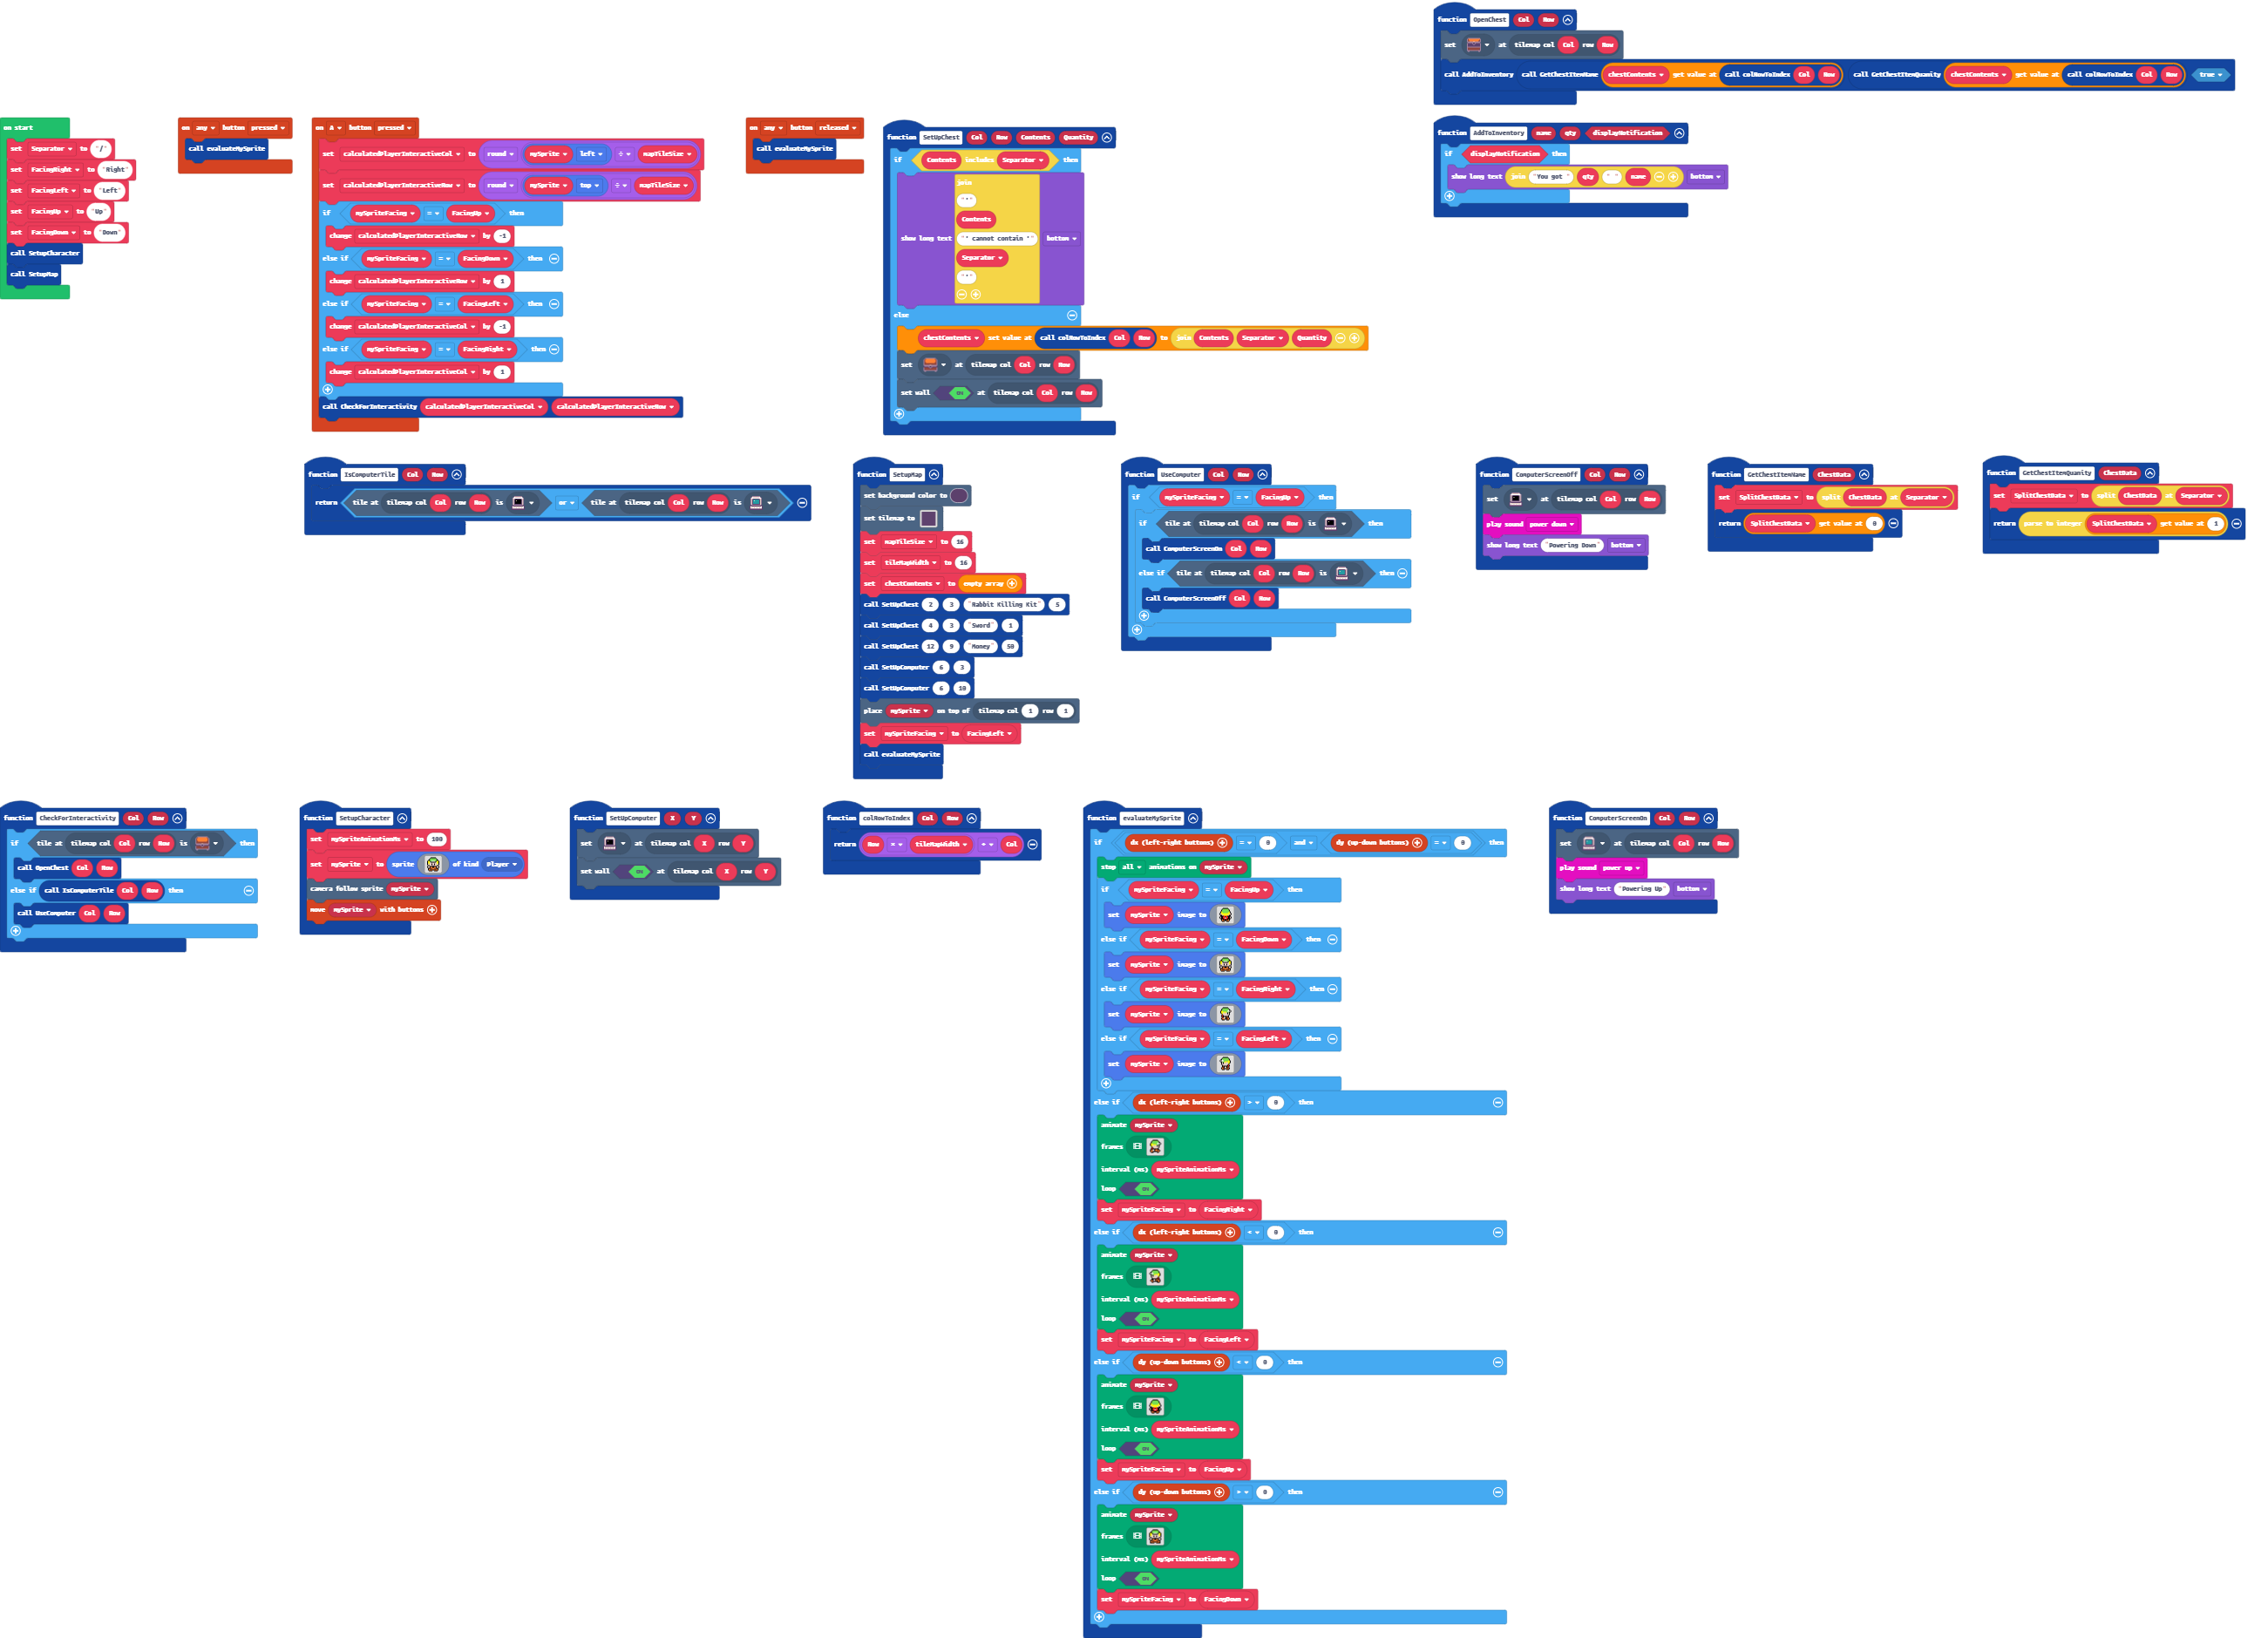 function OpenChest Col Row
set at tilemap col Col row Row
call AddToInventory call GetChestItemName chestContents get value at call colRowToIndex Col Row call GetChestItemQuanity chestContents get value at call colRowToIndex Col Row true
on start
set Separator to "/"
set FacingRight to "Right"
set FacingLeft to "Left"
set FacingUp to "Up"
set FacingDown to "Down"
call SetupCharacter
call SetupMap
on any button pressed
call evaluateMySprite
on A button pressed
set calculatedPlayerInteractiveCol to round mySprite left ÷ mapTileSize
set calculatedPlayerInteractiveRow to round mySprite top ÷ mapTileSize
if mySpriteFacing = FacingUp then
change calculatedPlayerInteractiveRow by -1
else if mySpriteFacing = FacingDown then
change calculatedPlayerInteractiveRow by 1
else if mySpriteFacing = FacingLeft then
change calculatedPlayerInteractiveCol by -1
else if mySpriteFacing = FacingRight then
change calculatedPlayerInteractiveCol by 1
call CheckForInteractivity calculatedPlayerInteractiveCol calculatedPlayerInteractiveRow
on any button released
call evaluateMySprite
function SetUpChest Col Row Contents Quantity
if Contents includes Separator then
join
"'"
Contents
show long text "' cannot contain '" bottom
Separator
"'"
else
chestContents set value at call colRowToIndex Col Row to join Contents Separator Quantity
set at tilemap col Col row Row
set wall ON at tilemap col Col row Row
function AddToInventory name qty displayNotification
if displayNotification then
show long text join "You got " qty " " name bottom
function IsComputerTile Col Row
return tile at tilemap col Col row Row is or tile at tilemap col Col row Row is
function SetupMap
set background color to
set tilemap to
set mapTileSize to 16
set tileMapWidth to 16
set chestContents to empty array
call SetUpChest 2 3 "Rabbit Killing Kit" 5
call SetUpChest 4 3 "Sword" 1
call SetUpChest 12 9 "Money" 50
call SetUpComputer 6 3
call SetUpComputer 6 10
place mySprite on top of tilemap col 1 row 1
set mySpriteFacing to FacingLeft
call evaluateMySprite
function UseComputer Col Row
if mySpriteFacing = FacingUp then
if tile at tilemap col Col row Row is then
call ComputerScreenOn Col Row
else if tile at tilemap col Col row Row is then
call ComputerScreenOff Col Row
function ComputerScreenOff Col Row
set at tilemap col Col row Row
play sound power down
show long text "Powering Down" bottom
function GetChestItemName ChestData
set SplitChestData to split ChestData at Separator
return SplitChestData get value at 0
function GetChestItemQuanity ChestData
set SplitChestData to split ChestData at Separator
return parse to integer SplitChestData get value at 1
function CheckForInteractivity Col Row
if tile at tilemap col Col row Row is then
call OpenChest Col Row
else if call IsComputerTile Col Row then
call UseComputer Col Row
function SetupCharacter
set mySpriteAnimationMs to 100
set mySprite to sprite of kind Player
camera follow sprite mySprite
move mySprite with buttons
function SetUpComputer X Y
set at tilemap col X row Y
set wall ON at tilemap col X row Y
function colRowToIndex Col Row
return Row × tileMapWidth + Col
function evaluateMySprite
if dx (left-right buttons) = 0 and dy (up-down buttons) = 0 then
stop all animations on mySprite
if mySpriteFacing = FacingUp then
set mySprite image to
else if mySpriteFacing = FacingDown then
set mySprite image to
else if mySpriteFacing = FacingRight then
set mySprite image to
else if mySpriteFacing = FacingLeft then
set mySprite image to
else if dx (left-right buttons) > 0 then
animate mySprite
frames
interval (ms) mySpriteAnimationMs
loop ON
set mySpriteFacing to FacingRight
else if dx (left-right buttons) < 0 then
animate mySprite
frames
interval (ms) mySpriteAnimationMs
loop ON
set mySpriteFacing to FacingLeft
else if dy (up-down buttons) < 0 then
animate mySprite
frames
interval (ms) mySpriteAnimationMs
loop ON
set mySpriteFacing to FacingUp
else if dy (up-down buttons) > 0 then
animate mySprite
frames
interval (ms) mySpriteAnimationMs
loop ON
set mySpriteFacing to FacingDown
function ComputerScreenOn Col Row
set at tilemap col Col row Row
play sound power up
show long text "Powering Up" bottom